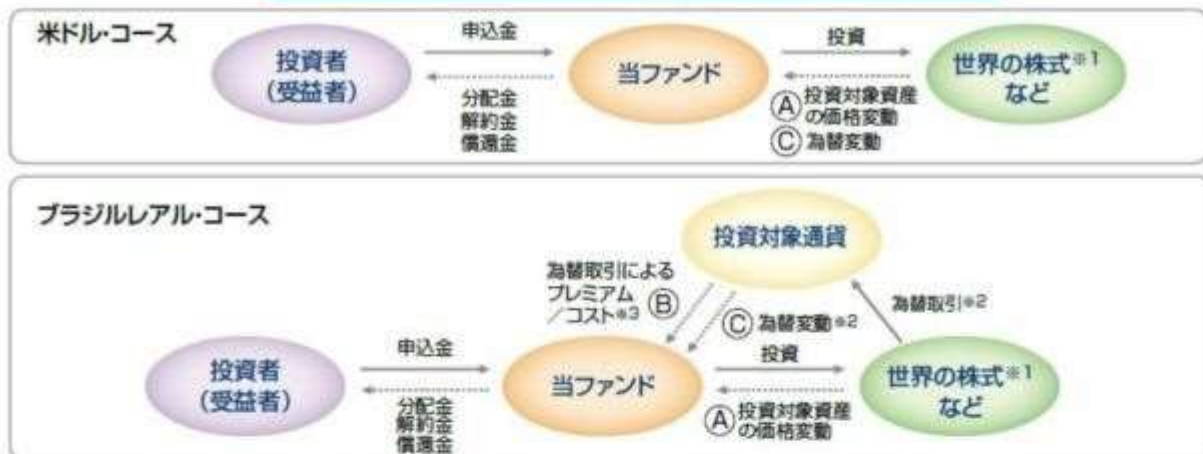 米ドル・コース
投資者
(受益者)
申込金
分配金
解約金
償還金
当ファンド
投資
Ⓐ 投資対象資産
の価格変動
Ⓒ 為替変動
世界の株式※1
など
ブラジルレアル・コース
投資対象通貨
為替取引による
プレミアム
／コスト※3 Ⓑ
Ⓒ 為替変動※2
為替取引※2
投資者
(受益者)
申込金
分配金
解約金
償還金
当ファンド
投資
Ⓐ 投資対象資産
の価格変動
世界の株式※1
など